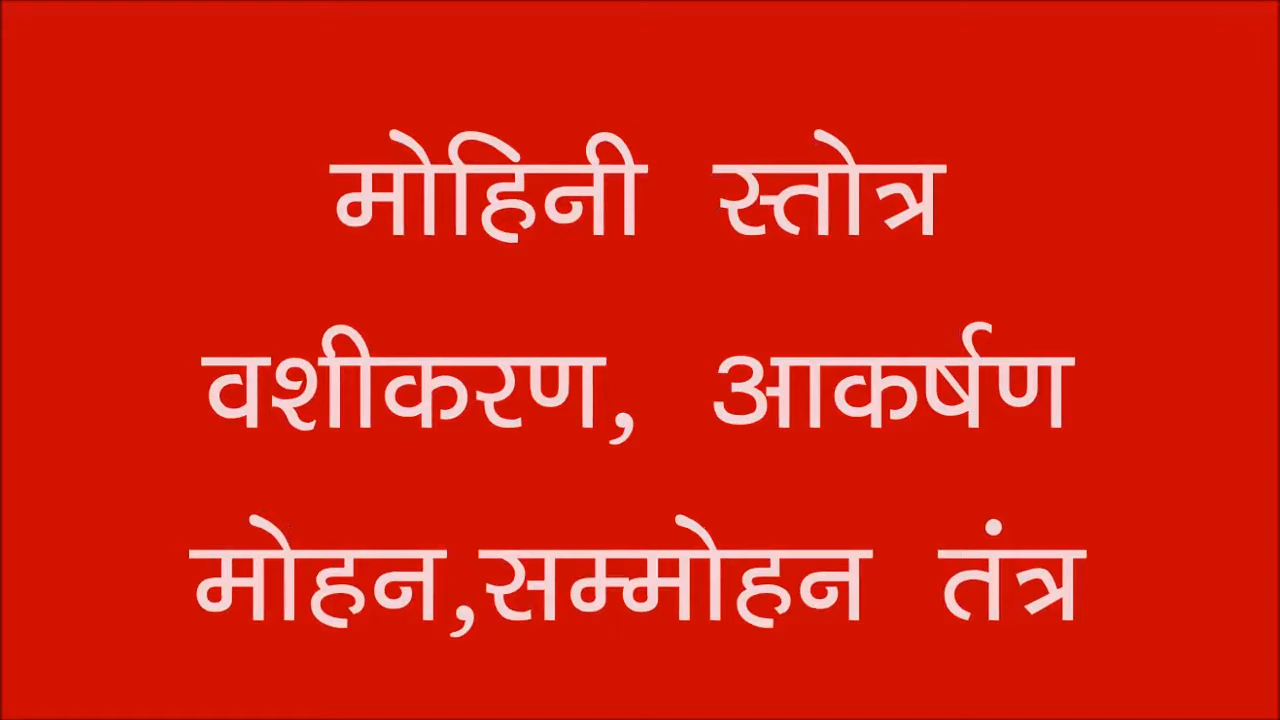 मोहिनी स्तोत्र
वशीकरण, आकर्षण
मोहन,सम्मोहन तंत्र